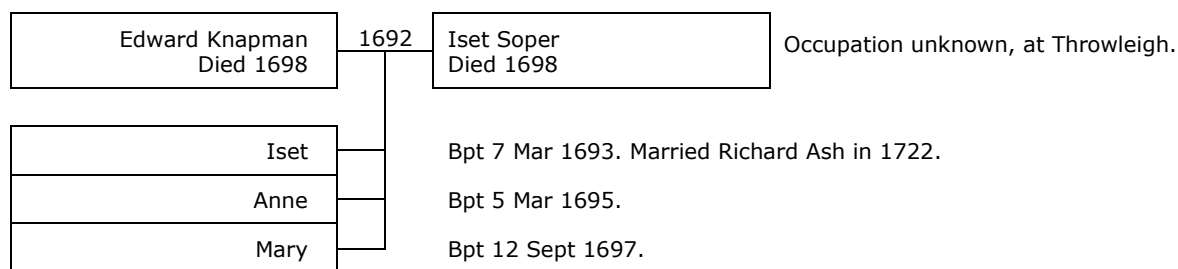 Edward Knapman
Died 1698
1692
Iset Soper
Died 1698
Occupation unknown, at Throwleigh.
Iset
Bpt 7 Mar 1693. Married Richard Ash in 1722.
Anne
Bpt 5 Mar 1695.
Mary
Bpt 12 Sept 1697.